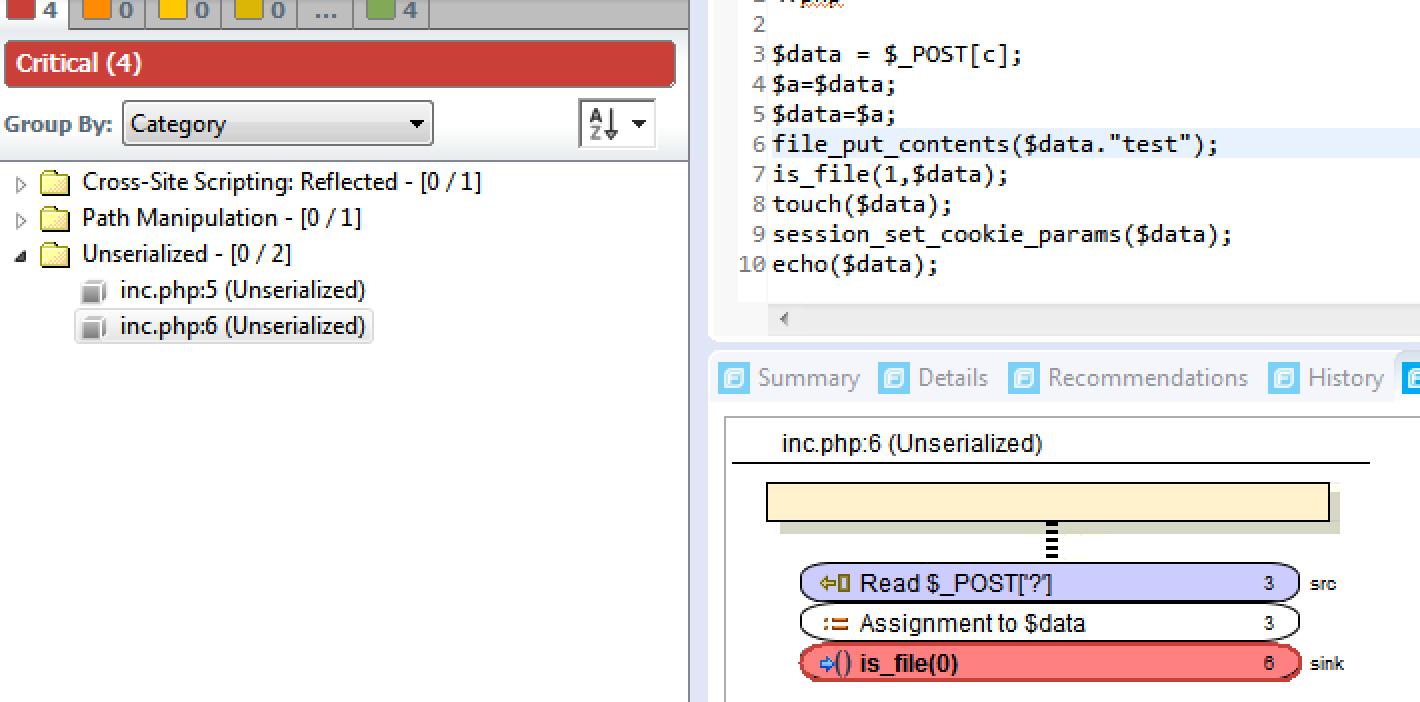 4 0 0 0 ... 4
Critical (4)
Group By: Category
A
Z
Cross-Site Scripting: Reflected - [0 / 1]
Path Manipulation - [0 / 1]
Unserialized - [0 / 2]
inc.php:5 (Unserialized)
inc.php:6 (Unserialized)
2
3 $data = $_POST[c];
4 $a=$data;
5 $data=$a;
6 file_put_contents($data."test");
7 is_file(1,$data);
8 touch($data);
9 session_set_cookie_params($data);
10 echo($data);
Summary Details Recommendations History
inc.php:6 (Unserialized)
Read $_POST['?'] 3 src
:= Assignment to $data 3
() is_file(0) 6 sink